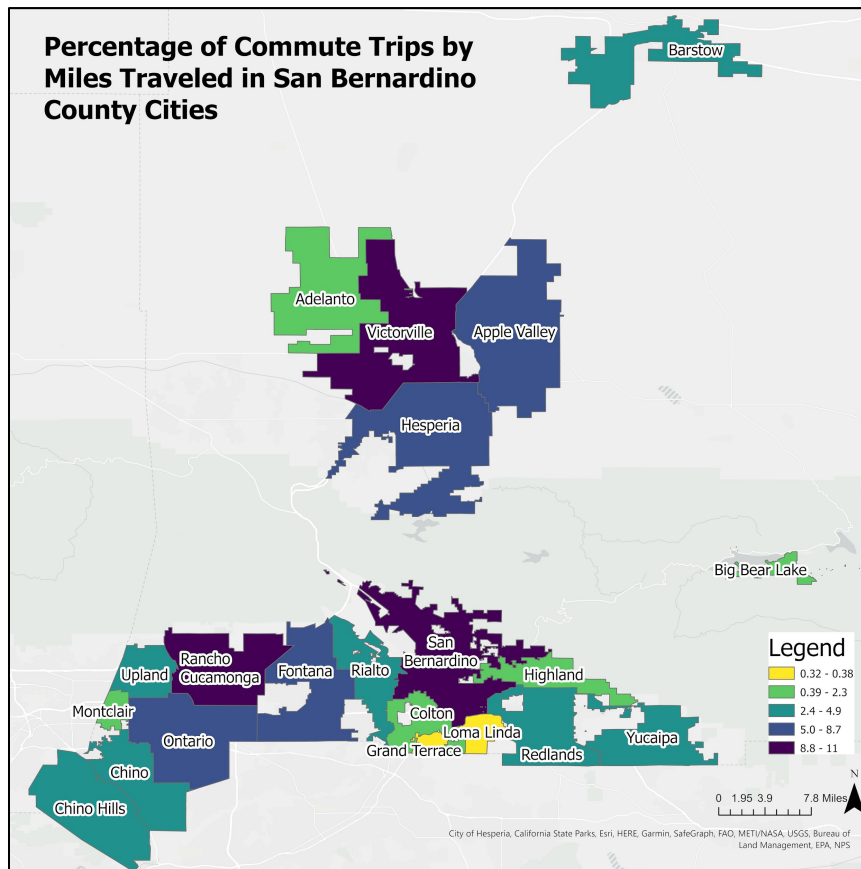 Percentage of Commute Trips by
Miles Traveled in San Bernardino
County Cities
Barstow
Adelanto
Victorville
Apple Valley
Hesperia
Big Bear Lake
San
Bernardino
Rancho
Cucamonga
Upland
Fontana
Rialto
Highland
Montclair
Colton
Loma Linda
Ontario
Grand Terrace
Redlands
Yucaipa
Chino
Chino Hills
Legend
0.32 - 0.38
0.39 - 2.3
2.4 - 4.9
5.0 - 8.7
8.8 - 11
N
0 1.95 3.9 7.8 Miles
City of Hesperia, California State Parks, Esri, HERE, Garmin, SafeGraph, FAO, METI/NASA, USGS, Bureau of
Land Management, EPA, NPS